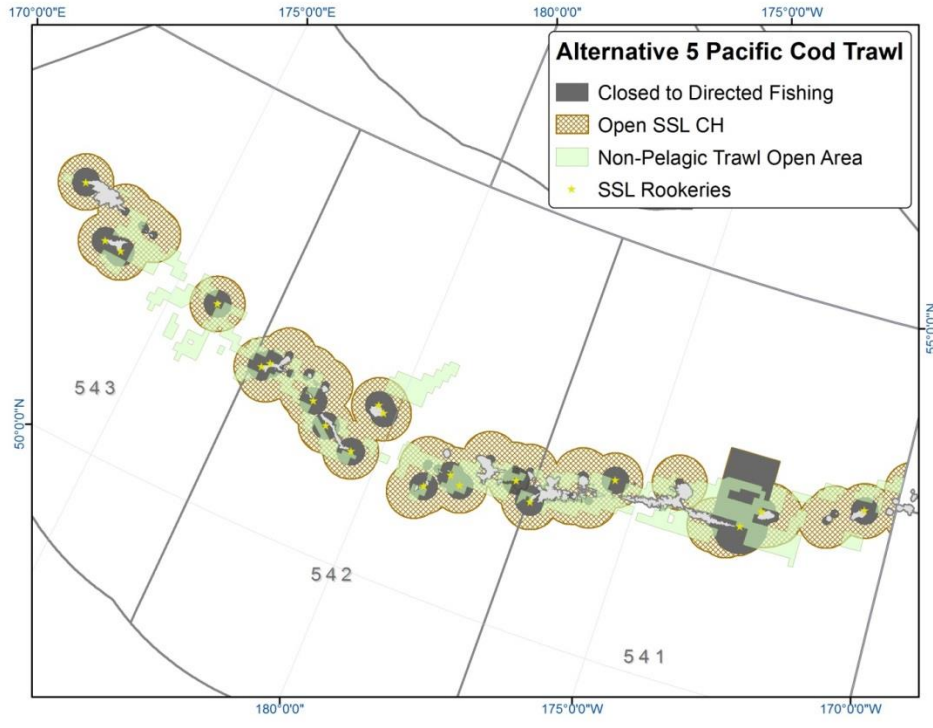 170°0'0"E 175°0'0"E 180°0'0" 175°0'0"W
Alternative 5 Pacific Cod Trawl
Closed to Directed Fishing
Open SSL CH
Non-Pelagic Trawl Open Area
SSL Rookeries
55°0'0"N
543
50°0'0"N
542
541
180°0'0" 175°0'0"W 170°0'0"W